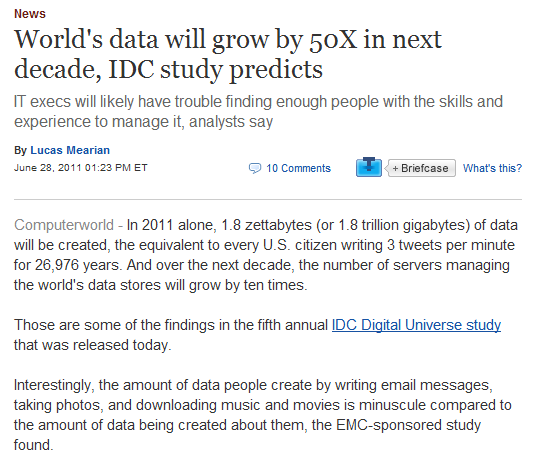 News
World's data will grow by 50X in next
decade, IDC study predicts
IT execs will likely have trouble finding enough people with the skills and
experience to manage it, analysts say
By Lucas Mearian
June 28, 2011 01:23 PM ET
10 Comments
+ Briefcase
What's this?
Computerworld - In 2011 alone, 1.8 zettabytes (or 1.8 trillion gigabytes) of data
will be created, the equivalent to every U.S. citizen writing 3 tweets per minute
for 26,976 years. And over the next decade, the number of servers managing
the world's data stores will grow by ten times.
Those are some of the findings in the fifth annual IDC Digital Universe study
that was released today.
Interestingly, the amount of data people create by writing email messages,
taking photos, and downloading music and movies is minuscule compared to
the amount of data being created about them, the EMC-sponsored study
found.